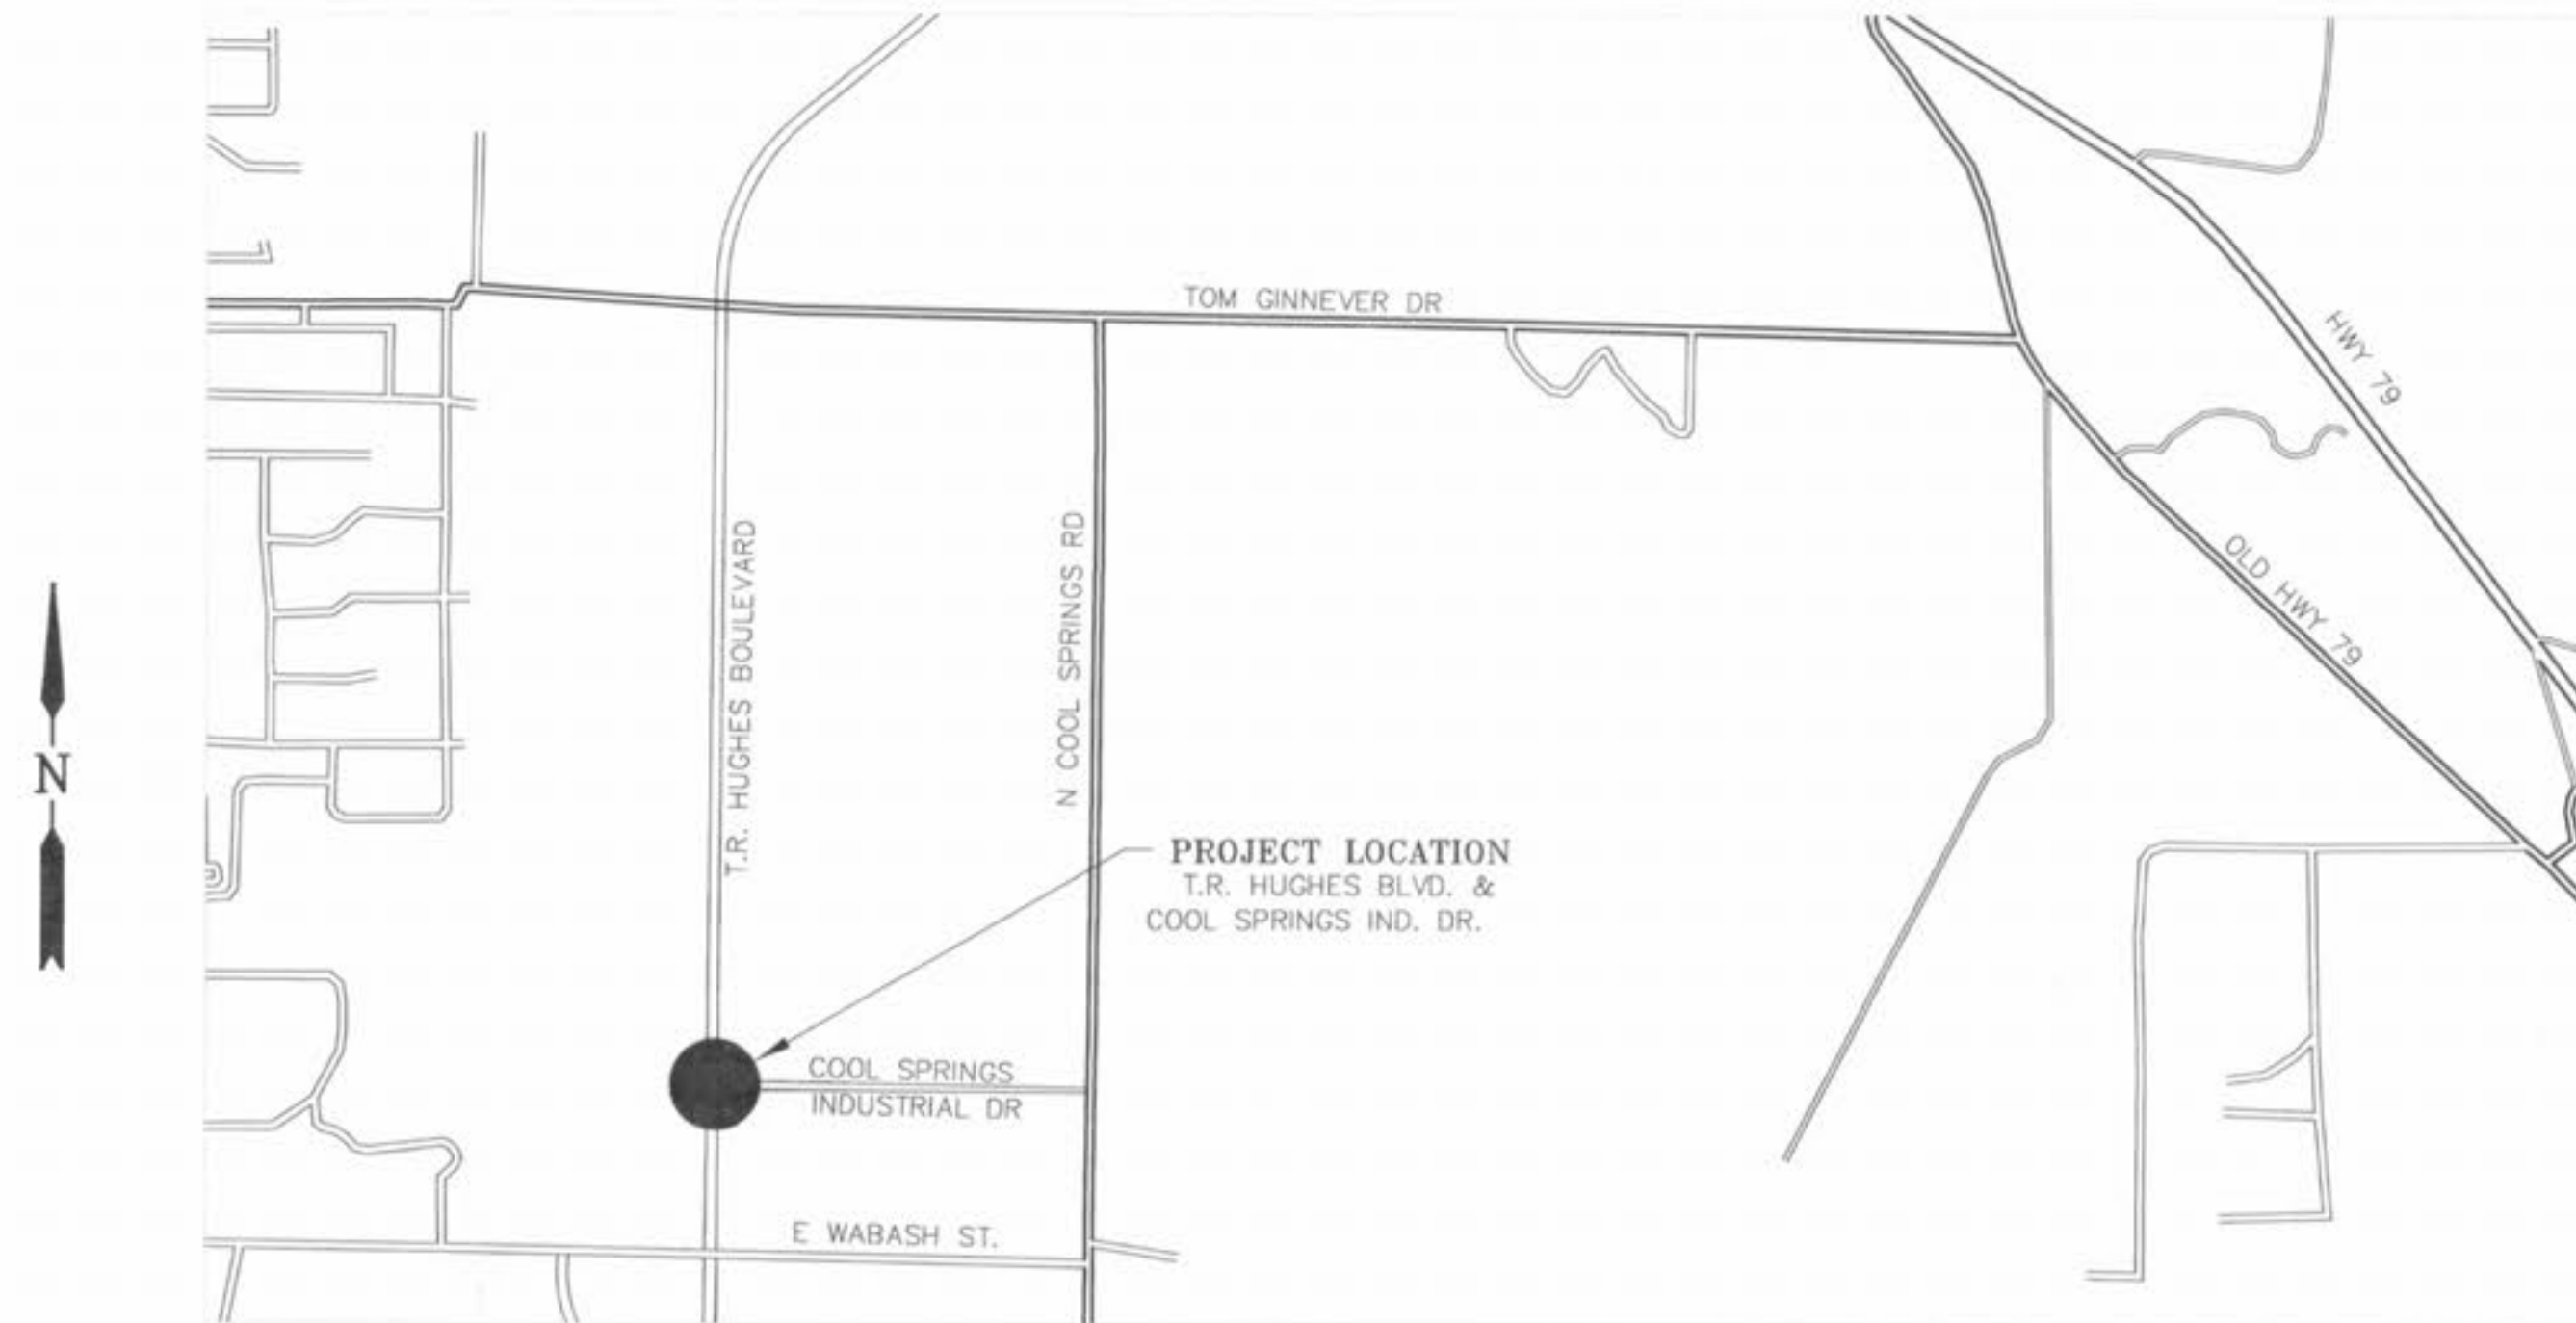 TOM GINNEVER DR
HWY 79
OLD HWY 79
T.R. HUGHES BOULEVARD
N COOL SPRINGS RD
N
PROJECT LOCATION
T.R. HUGHES BLVD. &
COOL SPRINGS IND. DR.
COOL SPRINGS
INDUSTRIAL DR
E WABASH ST.